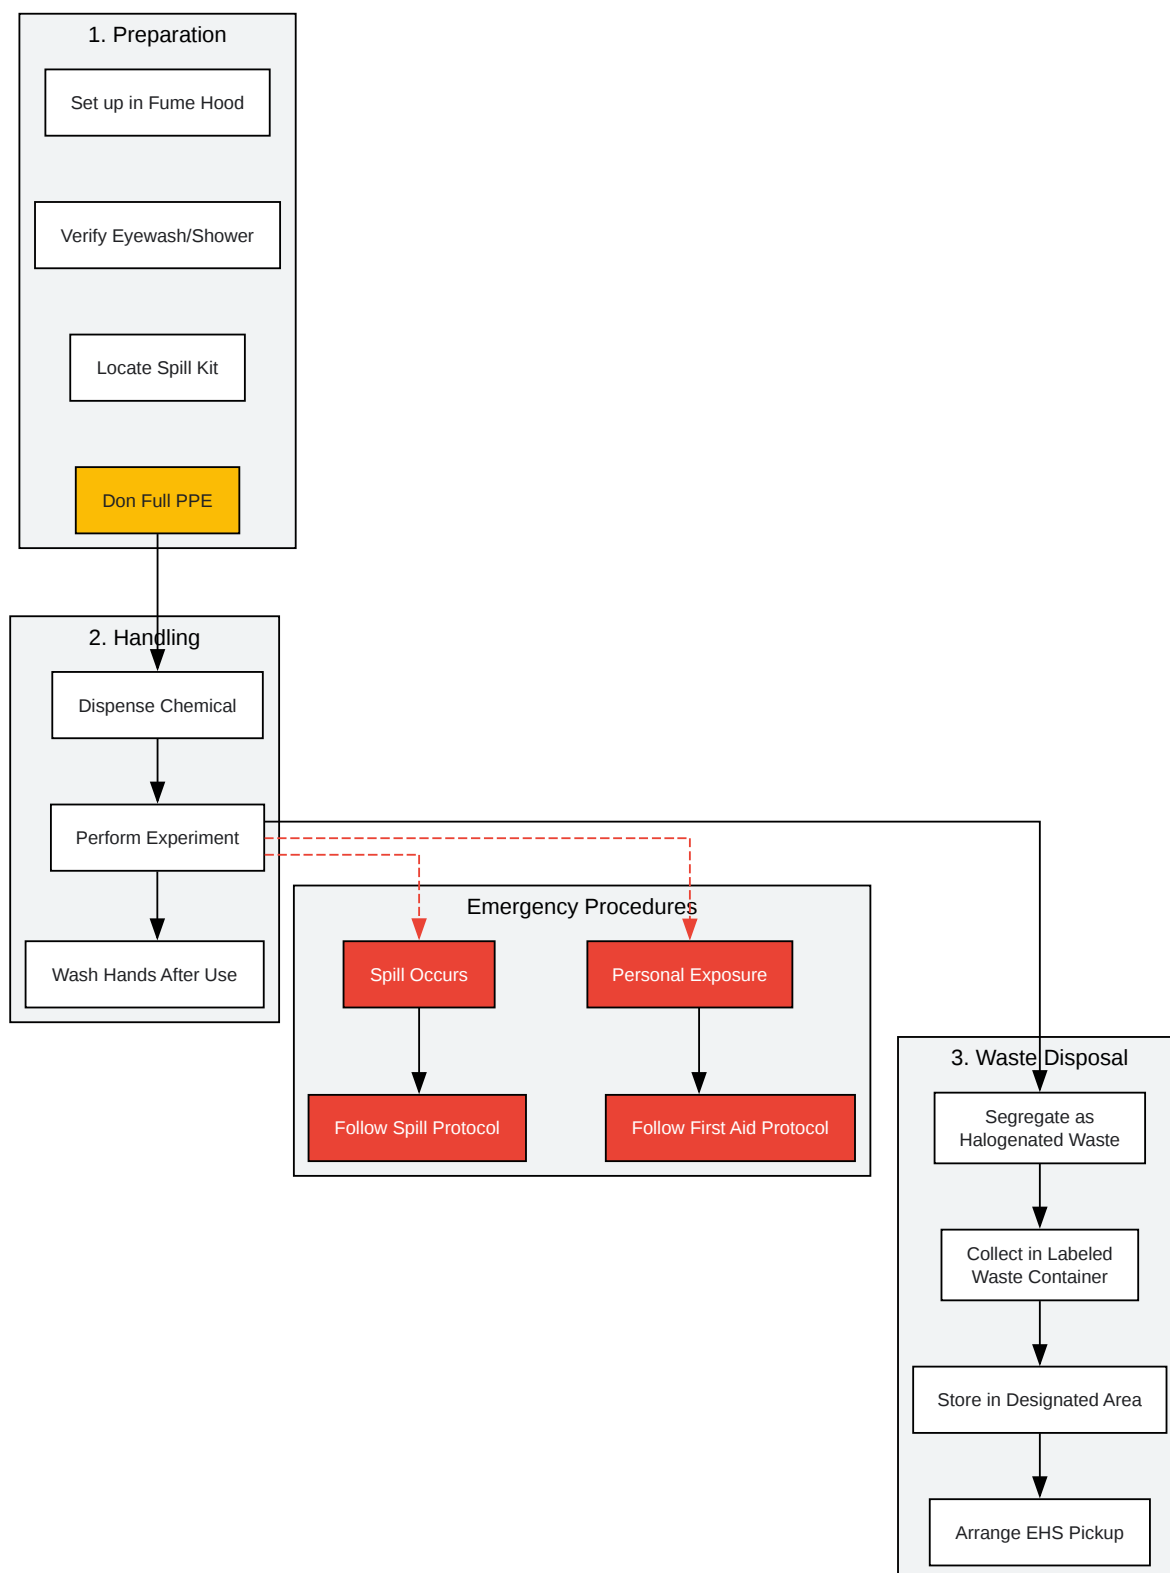 1. Preparation
Set up in Fume Hood
Verify Eyewash/Shower
Locate Spill Kit
Don Full PPE
2. Handling
Dispense Chemical
Perform Experiment
Wash Hands After Use
Emergency Procedures
Spill Occurs
Personal Exposure
Follow Spill Protocol
Follow First Aid Protocol
3. Waste Disposal
Segregate as
Halogenated Waste
Collect in Labeled
Waste Container
Store in Designated Area
Arrange EHS Pickup